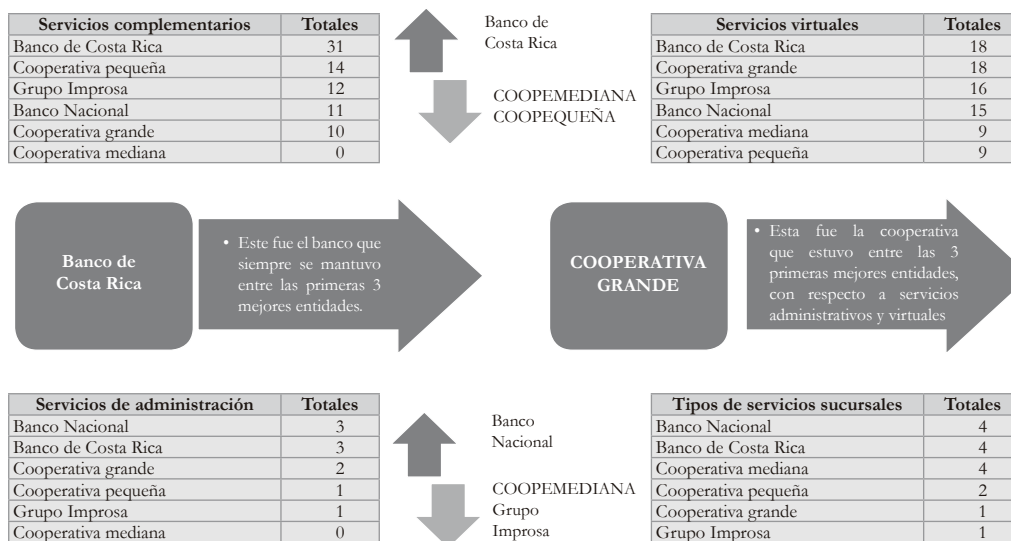 Servicios complementarios Totales
Banco de Costa Rica 31
Cooperativa pequeña 14
Grupo Improsa 12
Banco Nacional 11
Cooperativa grande 10
Cooperativa mediana 0
Banco de
Costa Rica
COOPEMEDIANA
COOPEQUEÑA
Servicios virtuales Totales
Banco de Costa Rica 18
Cooperativa grande 18
Grupo Improsa 16
Banco Nacional 15
Cooperativa mediana 9
Cooperativa pequeña 9
Banco de
Costa Rica
• Este fue el banco que
siempre se mantuvo
entre las primeras 3
mejores entidades.
COOPERATIVA
GRANDE
• Esta fue la cooperativa
que estuvo entre las 3
primeras mejores entidades,
con respecto a servicios
administrativos y virtuales
Servicios de administración Totales
Banco Nacional 3
Banco de Costa Rica 3
Cooperativa grande 2
Cooperativa pequeña 1
Grupo Improsa 1
Cooperativa mediana 0
Banco
Nacional
COOPEMEDIANA
Grupo
Improsa
Tipos de servicios sucursales Totales
Banco Nacional 4
Banco de Costa Rica 4
Cooperativa mediana 4
Cooperativa pequeña 2
Cooperativa grande 1
Grupo Improsa 1